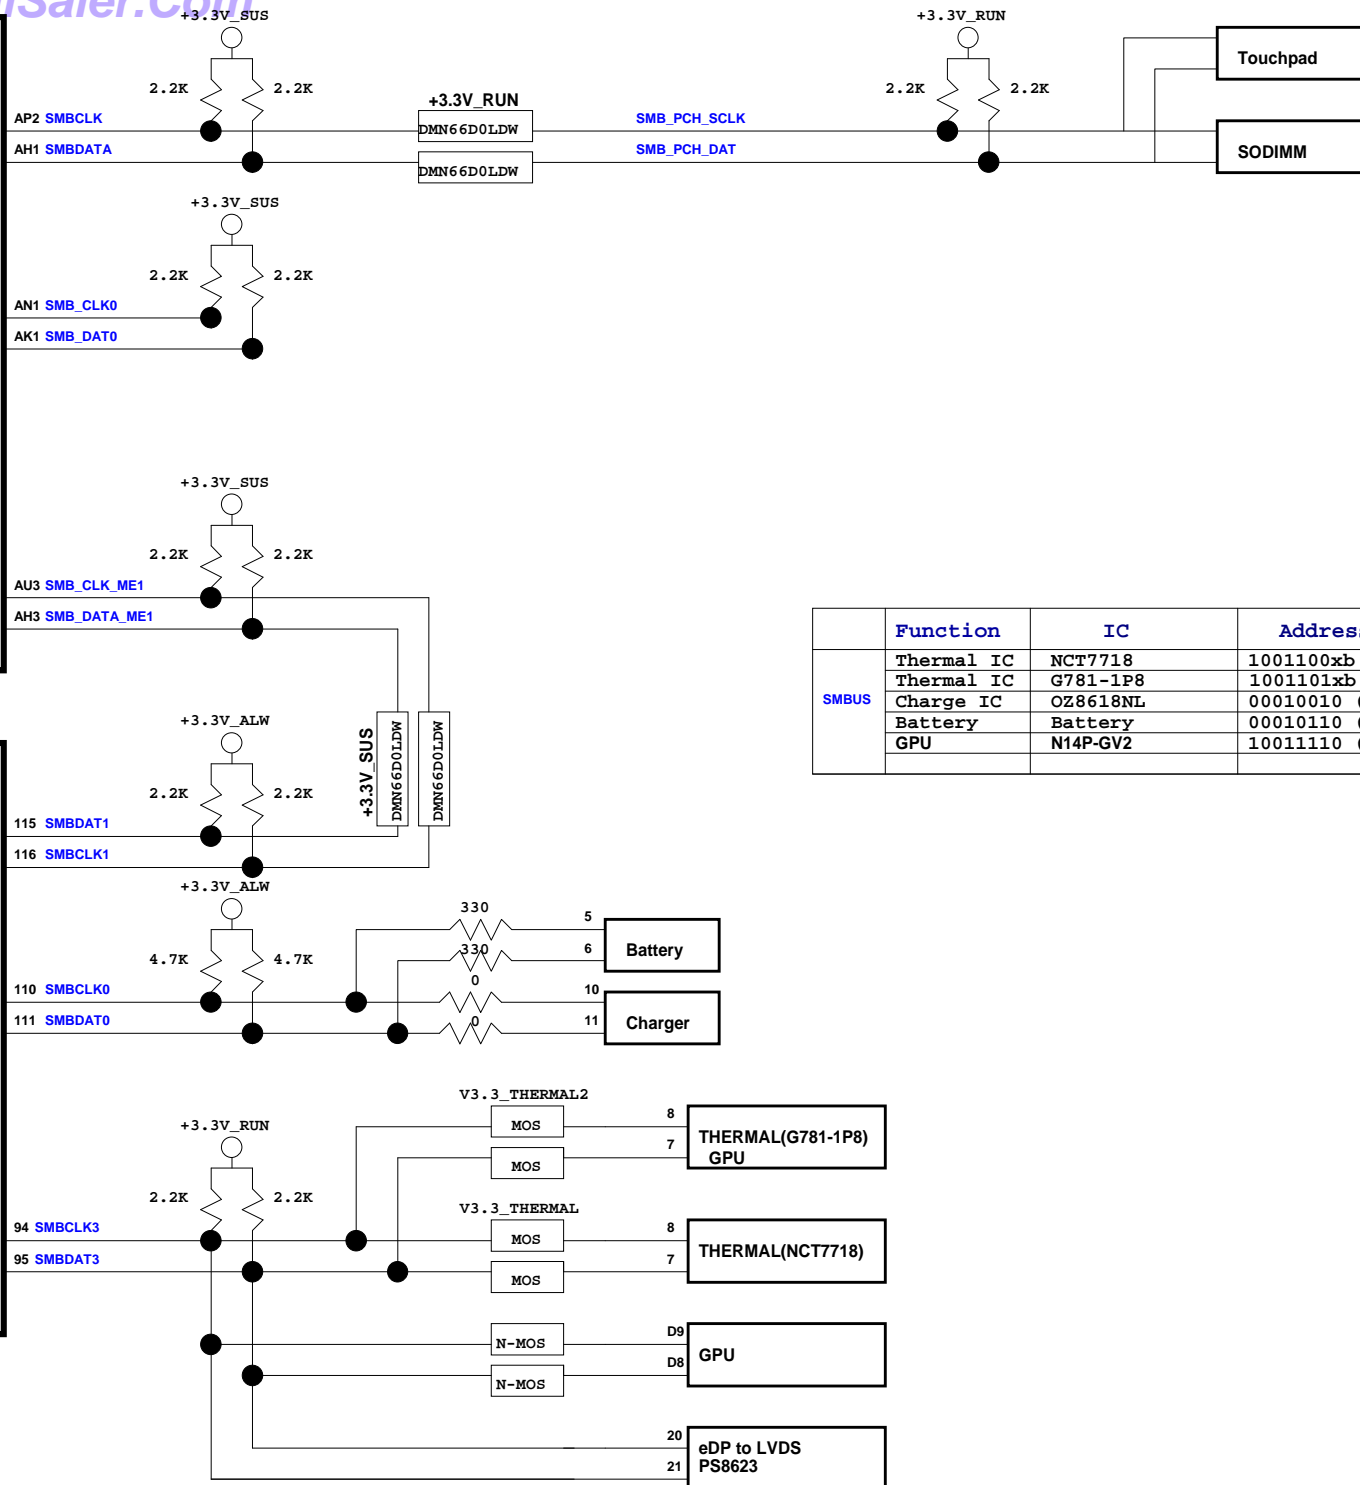 Saler.Com
+3.3V_SUS
+3.3V_RUN
2.2K
2.2K
2.2K
2.2K
Touchpad
+3.3V_RUN
AP2 SMBCLK
DMN66D0LDW
SMB_PCH_SCLK
AH1 SMBDATA
DMN66D0LDW
SMB_PCH_DAT
SODIMM
+3.3V_SUS
2.2K
2.2K
AN1 SMB_CLK0
AK1 SMB_DAT0
+3.3V_SUS
2.2K
2.2K
AU3 SMB_CLK_ME1
AH3 SMB_DATA_ME1
Function IC Addres
Thermal IC NCT7718 1001100xb
Thermal IC G781-1P8 1001101xb
SMBUS
Charge IC OZ8618NL 00010010 (
Battery Battery 00010110 (
GPU N14P-GV2 10011110 (
+3.3V_ALW
+3.3V_SUS
DMN66D0LDW
DMN66D0LDW
2.2K
2.2K
115 SMBDAT1
116 SMBCLK1
+3.3V_ALW
4.7K
4.7K
330
5
330
6
Battery
0
10
110 SMBCLK0
0
11
Charger
111 SMBDAT0
V3.3_THERMAL2
+3.3V_RUN
MOS
8
MOS
7
THERMAL(G781-1P8)
GPU
2.2K
2.2K
V3.3_THERMAL
94 SMBCLK3
MOS
8
95 SMBDAT3
MOS
7
THERMAL(NCT7718)
N-MOS
D9
N-MOS
D8
GPU
20
21
eDP to LVDS
PS8623